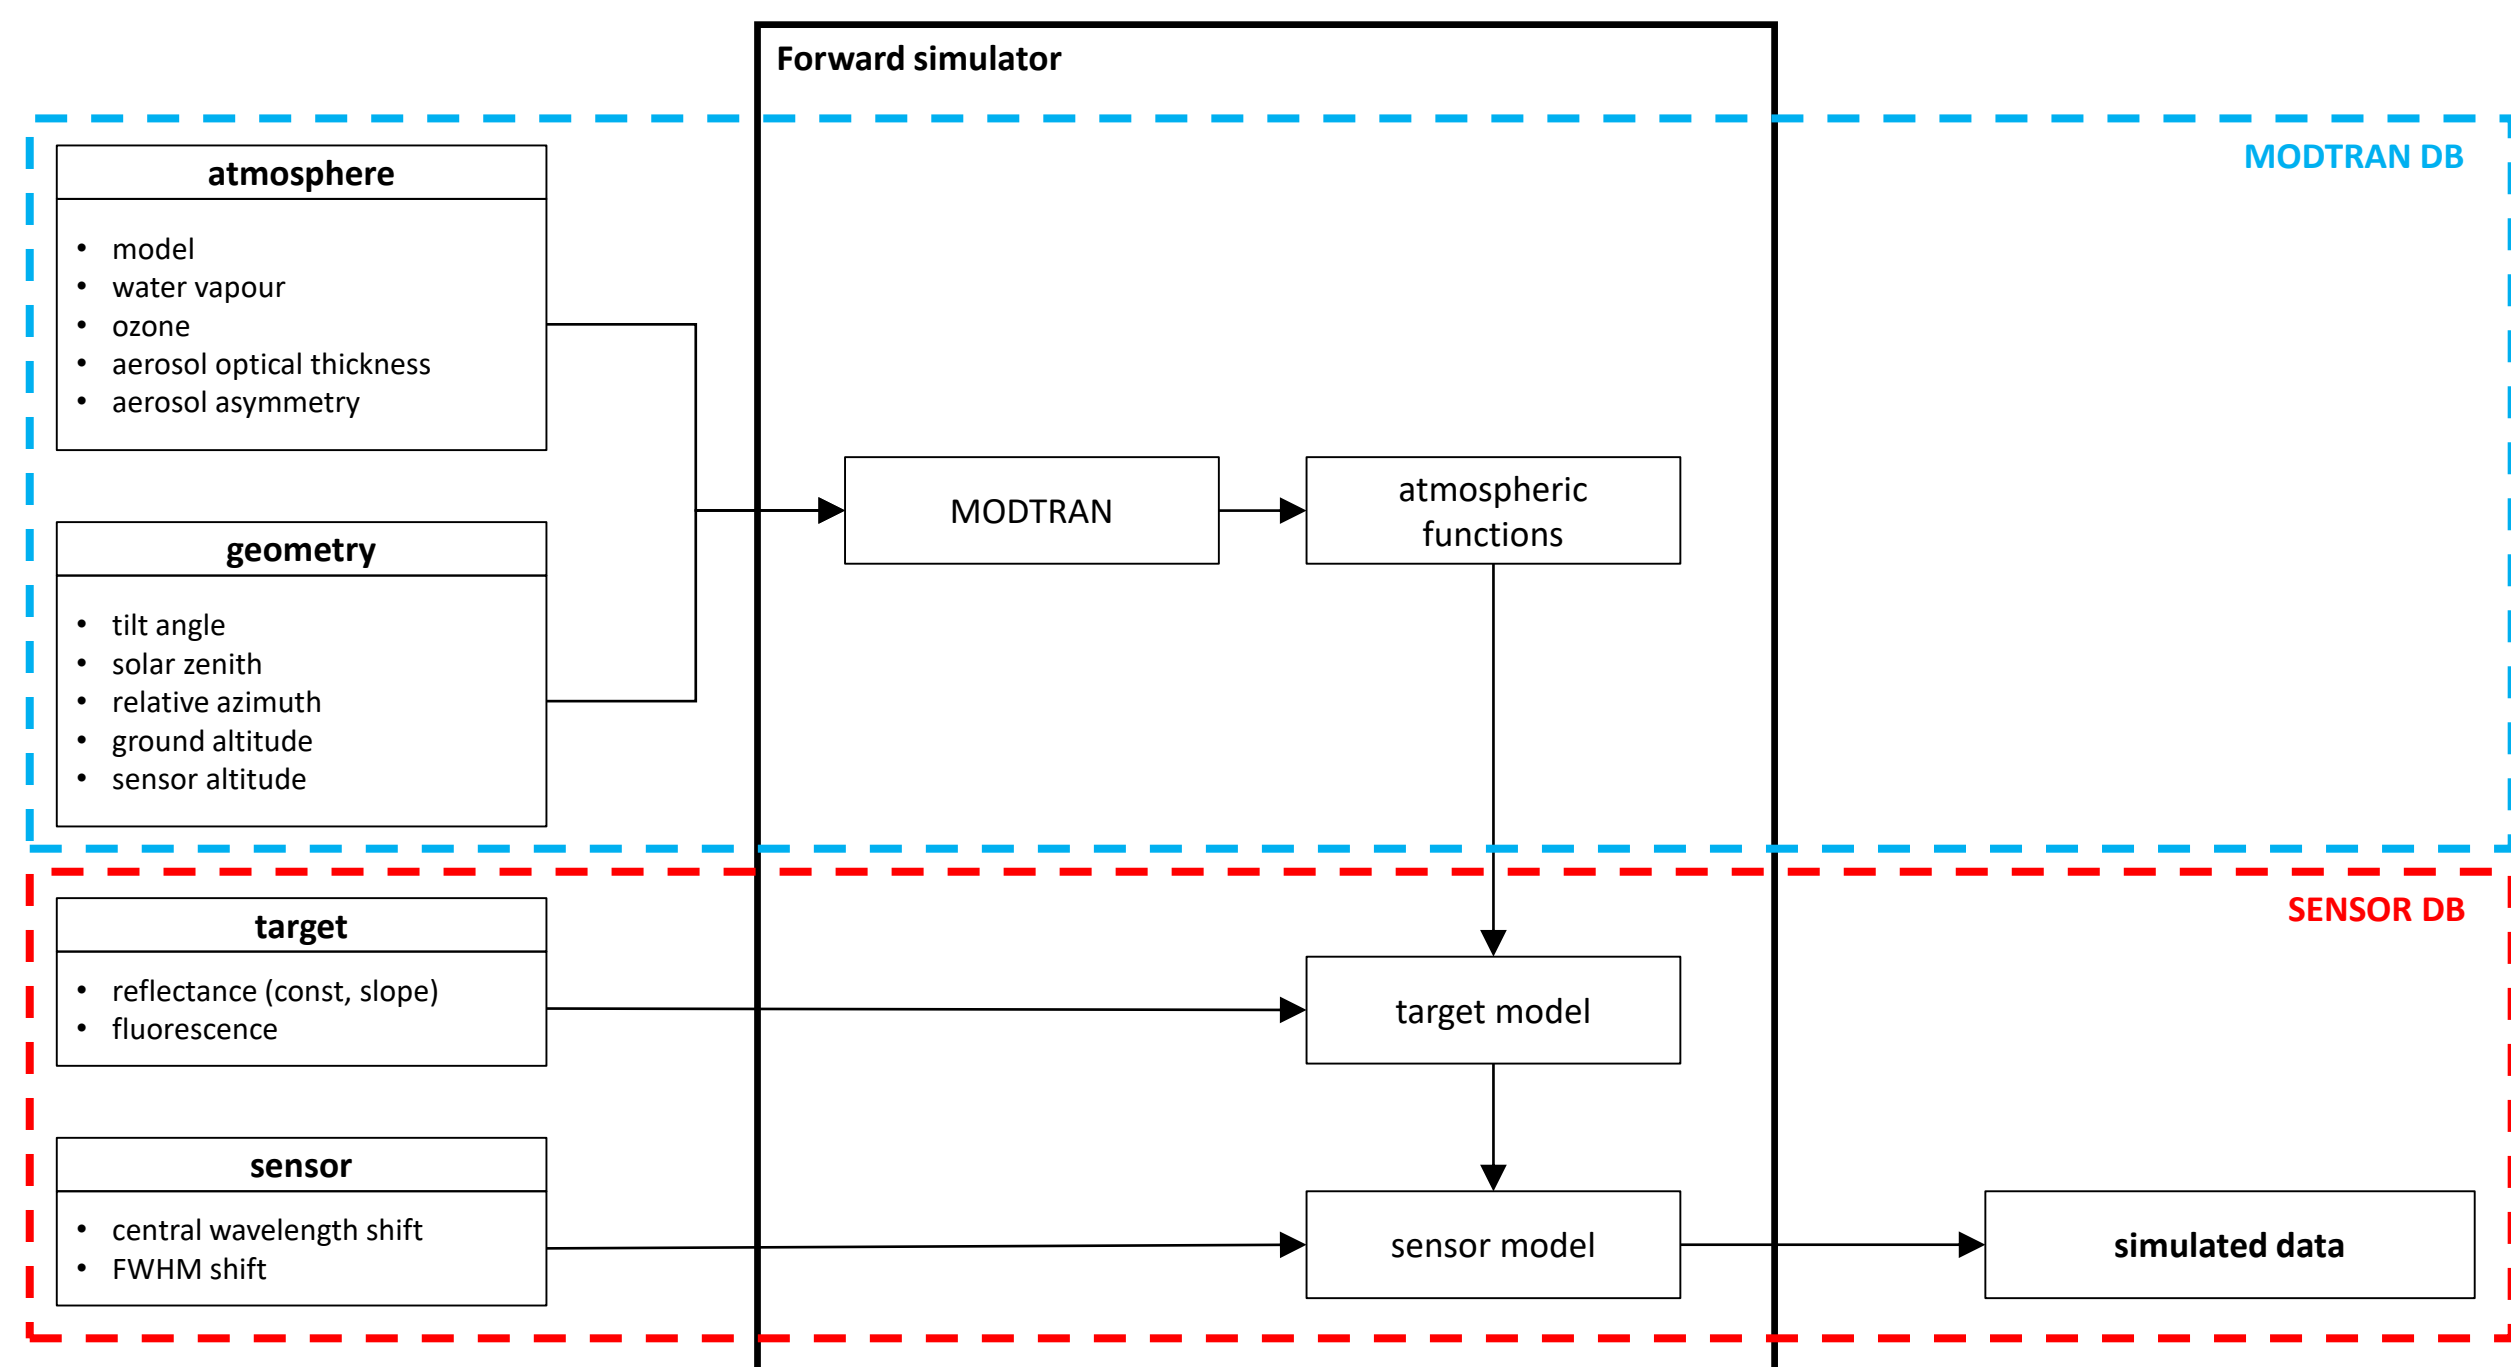 Forward simulator
MODTRAN DB
atmosphere
• model
• water vapour
• ozone
• aerosol optical thickness
• aerosol asymmetry
MODTRAN
atmospheric
functions
geometry
• tilt angle
• solar zenith
• relative azimuth
• ground altitude
• sensor altitude
SENSOR DB
target
• reflectance (const, slope)
• fluorescence
target model
sensor
• central wavelength shift
• FWHM shift
sensor model
simulated data